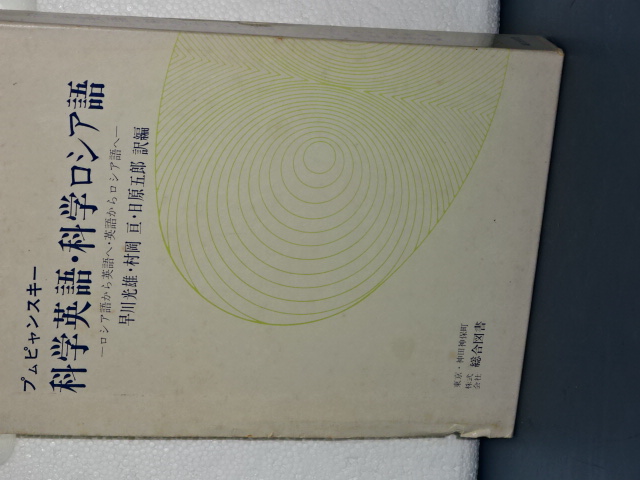 プムピャンスキー
科学英語・科学ロシア語
―ロシア語から英語へ・英語からロシア語へ―
早川光雄・村岡 亘・日原五郎 訳編
東京・神田神保町
株式会社 総合図書